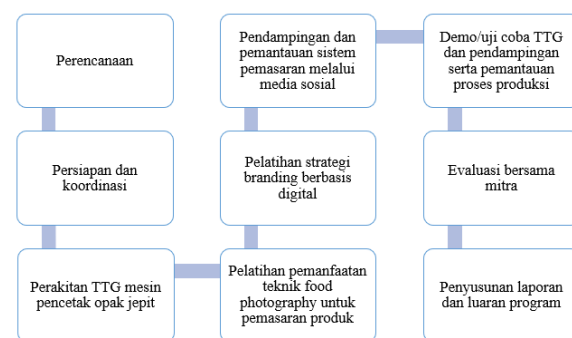 Perencanaan
Persiapan dan
koordinasi
Perakitan TTG mesin
pencetak opak jepit
Pelatihan pemanfaatan
teknik food
photography untuk
pemasaran produk
Pelatihan strategi
branding berbasis
digital
Pendampingan dan
pemantauan sistem
pemasaran melalui
media sosial
Demo/uji coba TTG
dan pendampingan
serta pemantauan
proses produksi
Evaluasi bersama
mitra
Penyusunan laporan
dan luaran program